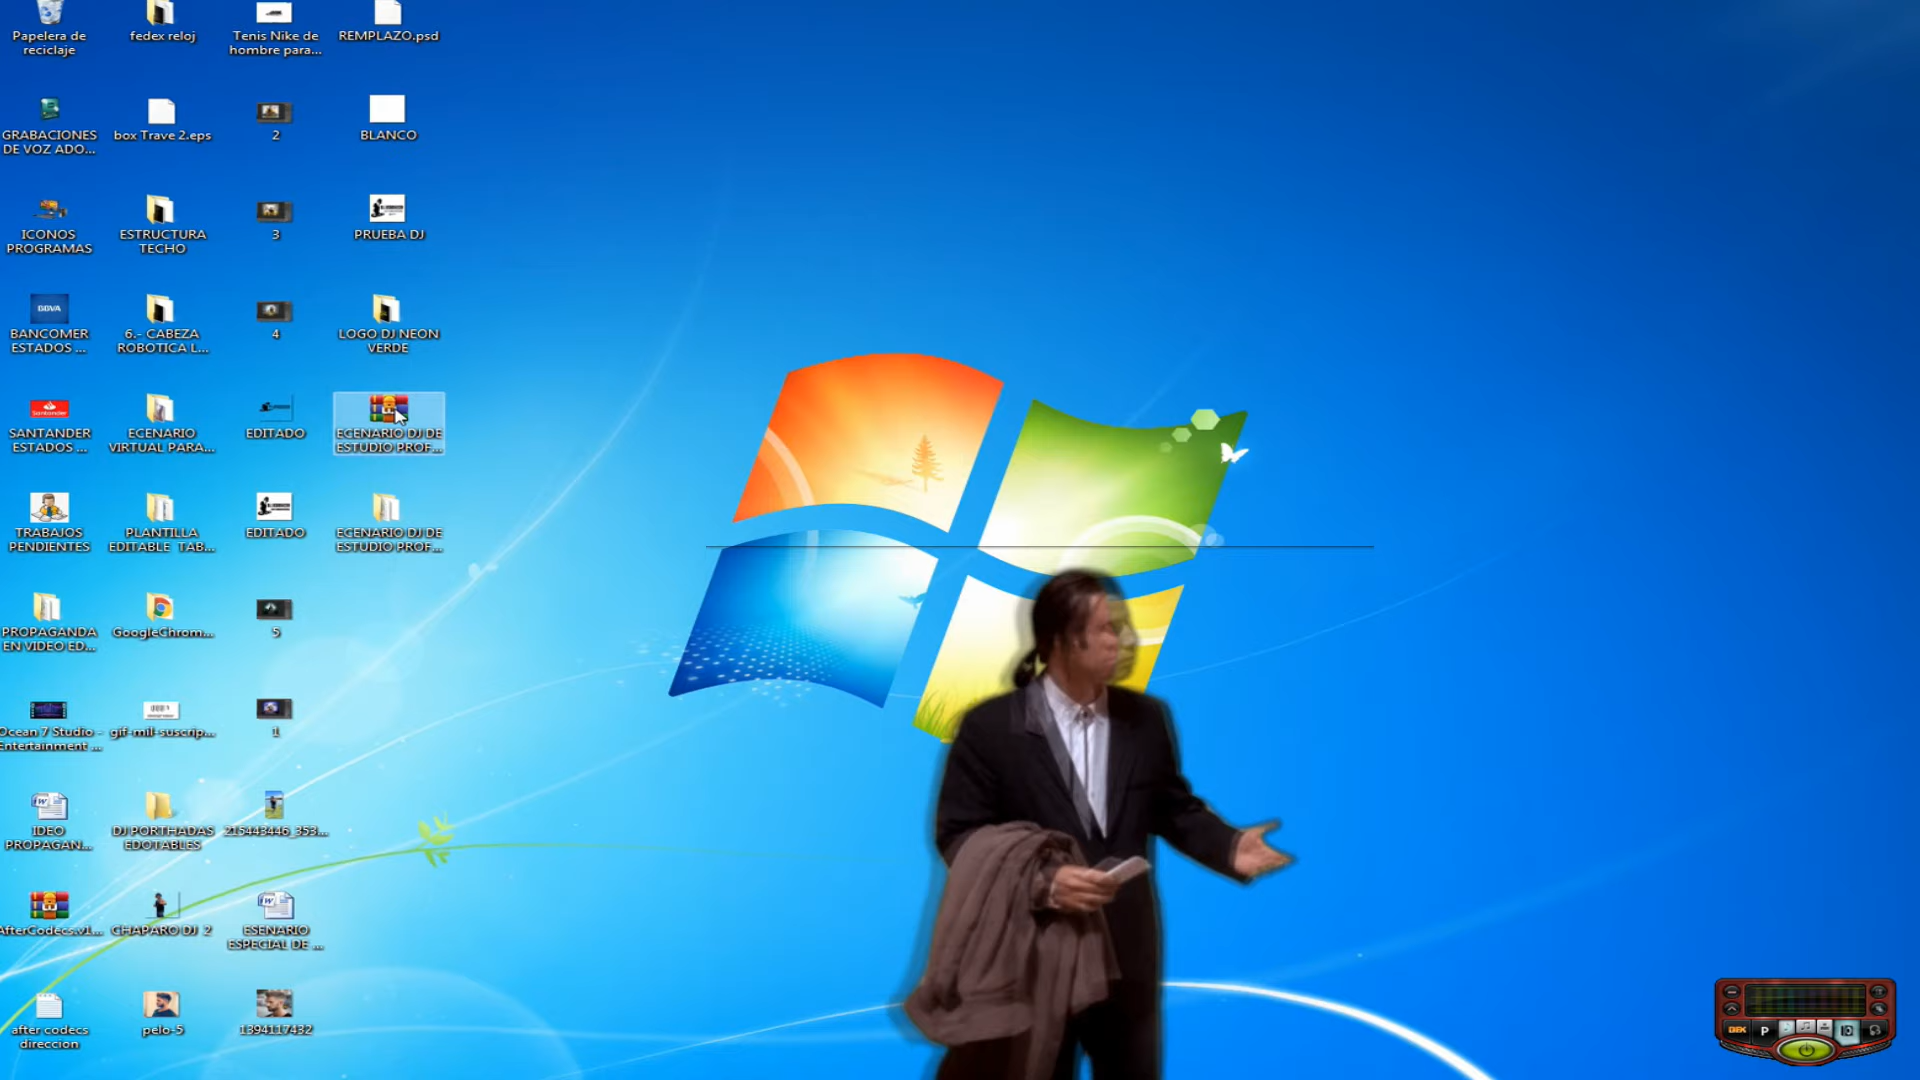 Papelera de
reciclaje
fedex reloj
Tenis Nike de
hombre para...
REMPLAZO.psd
GRABACIONES
DE VOZ ADO...
box Trave 2.eps
2
BLANCO
ICONOS
PROGRAMAS
ESTRUCTURA
TECHO
3
PRUEBA DJ
BBVA
BANCOMER
ESTADOS ...
6.- CABEZA
ROBOTICA L...
4
LOGO DJ NEON
VERDE
Santander
SANTANDER
ESTADOS ...
ECENARIO
VIRTUAL PARA...
EDITADO
ECENARIO DJ DE
ESTUDIO PROF...
TRABAJOS
PENDIENTES
PLANTILLA
EDITABLE TAB...
EDITADO
ECENARIO DJ DE
ESTUDIO PROF...
PROPAGANDA
EN VIDEO ED...
GoogleChrom...
5
Ocean 7 Studio -
Entertainment ...
gif-mil-suscrip...
1
IDEO
PROPAGAN...
DJ PORTHADAS
EDOTABLES
215443446_353...
AfterCodecs.v1...
CHAPARO DJ 2
ESENARIO
ESPECIAL DE ...
after codecs
direccion
pelo-5
1394117432
DFX
P